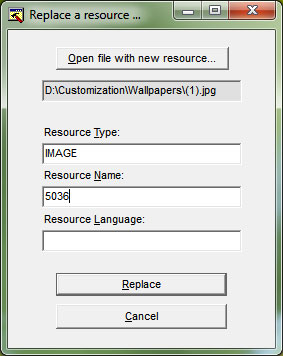 Replace a resource ...
Open file with new resource...
D:\Customization\Wallpapers\(1).jpg
Resource Type:
IMAGE
Resource Name:
5036
Resource Language:
Replace
Cancel